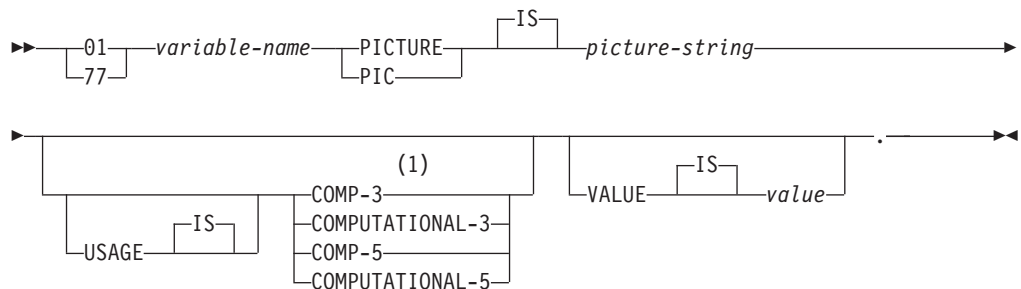 IS
01 variable-name PICTURE picture-string
77 PIC
IS
(1)
COMP-3 VALUE value .
IS
COMPUTATIONAL-3
USAGE COMP-5
COMPUTATIONAL-5